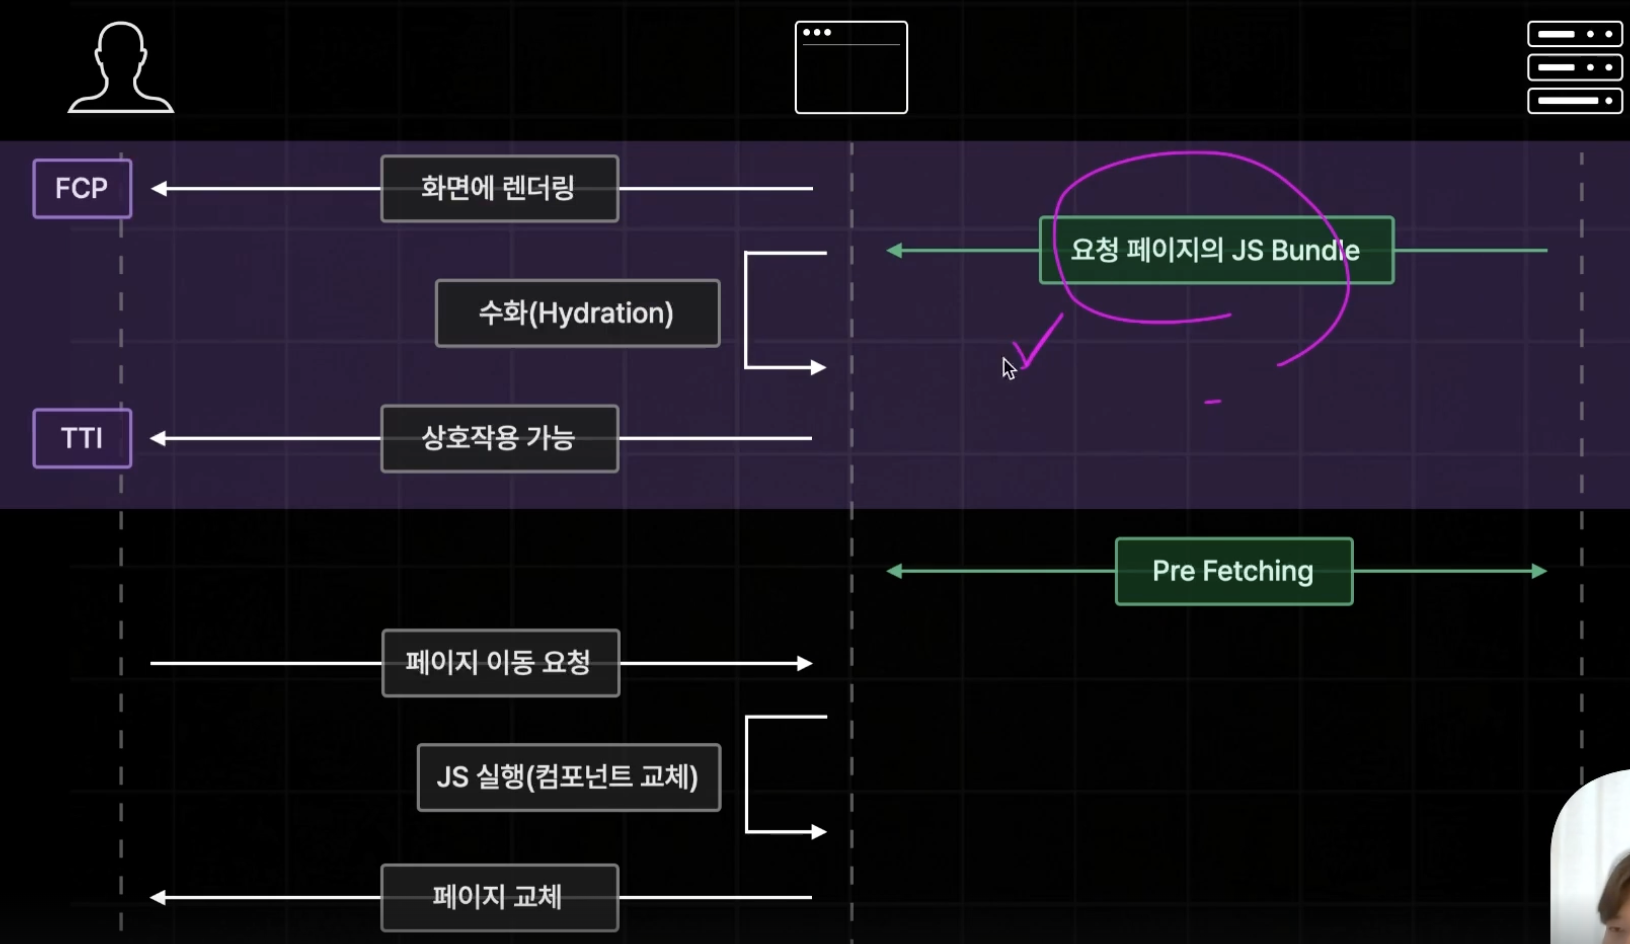 FCP
화면에 렌더링
요청 페이지의 JS Bundle
수화(Hydration)
TTI
상호작용 가능
Pre Fetching
페이지 이동 요청
JS 실행(컴포넌트 교체)
페이지 교체